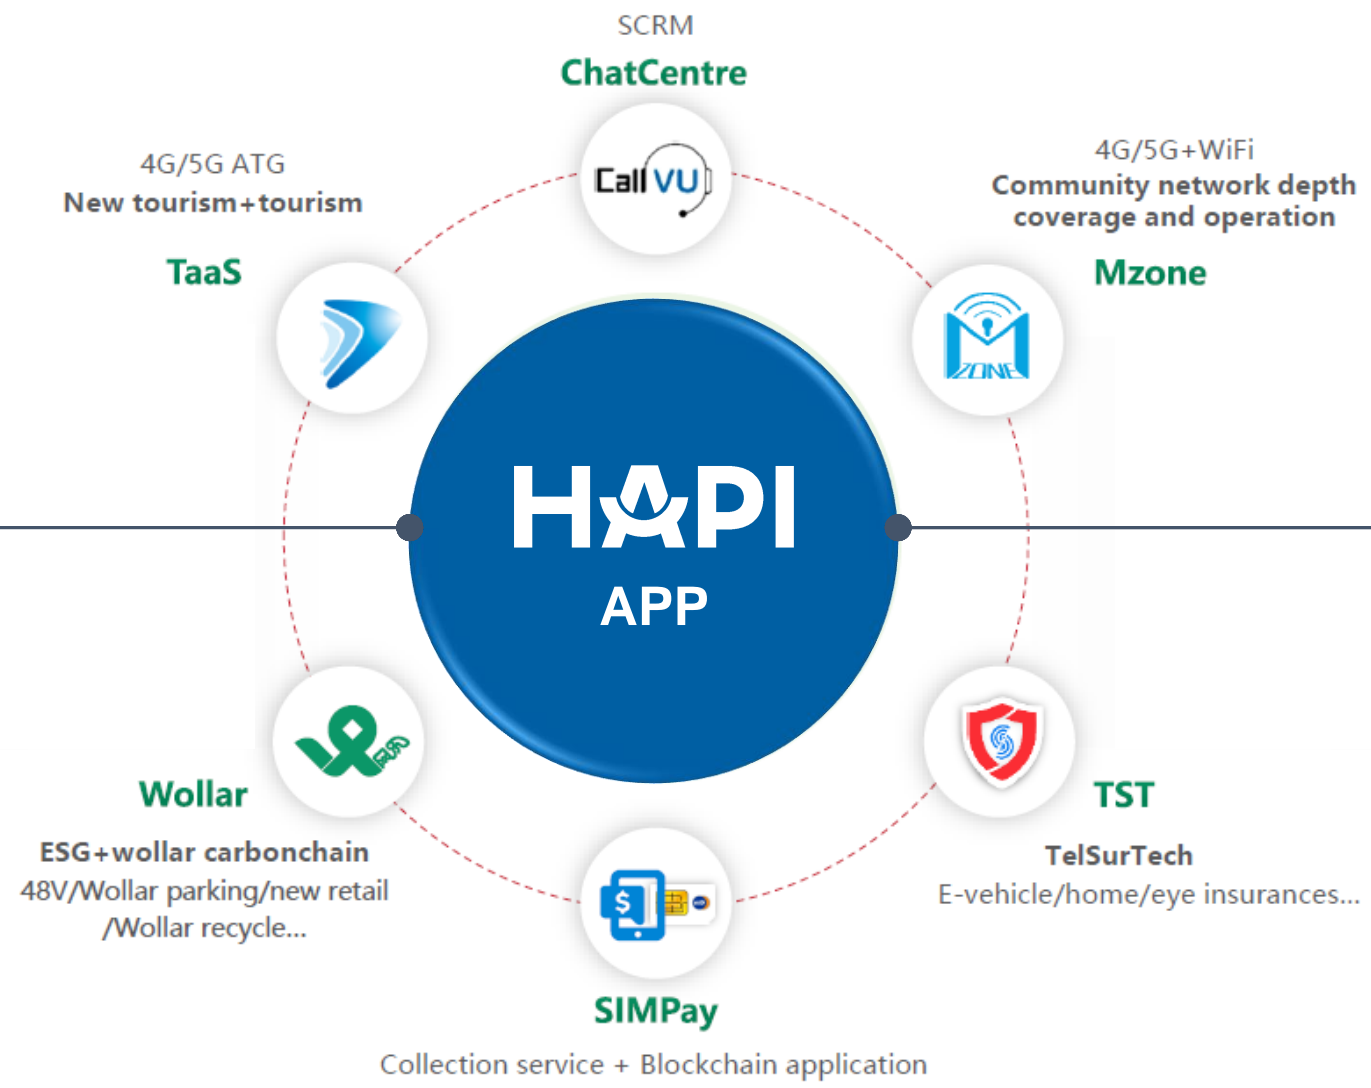 SCRM
ChatCentre
Call VU
4G/5G ATG
New tourism+tourism
TaaS
4G/5G+WiFi
Community network depth
coverage and operation
Mzone
ZONE
HAPI
APP
Wollar
ESG+wollar carbonchain
48V/Wollar parking/new retail
/Wollar recycle...
TST
TelSurTech
E-vehicle/home/eye insurances...
$
SIMPay
Collection service + Blockchain application